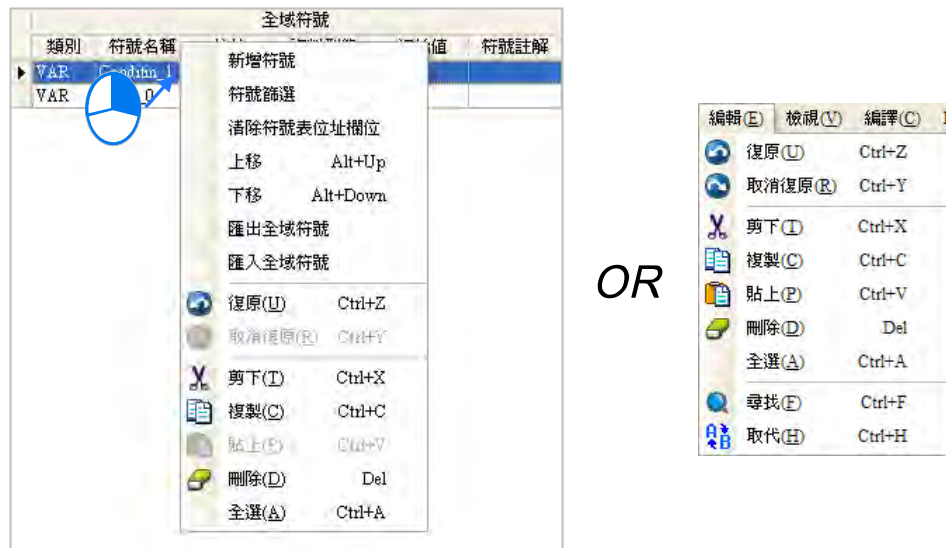 全域符號
類別 符號名稱 值 符號註解
VAR Conditin_1
VAR 0
新增符號
符號篩選
清除符號表位址欄位
上移 Alt+Up
下移 Alt+Down
匯出全域符號
匯入全域符號
復原(U) Ctrl+Z
取消復原(R) Ctrl+Y
剪下(T) Ctrl+X
複製(C) Ctrl+C
貼上(P) Ctrl+V
刪除(D) Del
全選(A) Ctrl+A
OR
編輯(E) 檢視(V) 編譯(C)
復原(U) Ctrl+Z
取消復原(R) Ctrl+Y
剪下(T) Ctrl+X
複製(C) Ctrl+C
貼上(P) Ctrl+V
刪除(D) Del
全選(A) Ctrl+A
尋找(F) Ctrl+F
取代(H) Ctrl+H